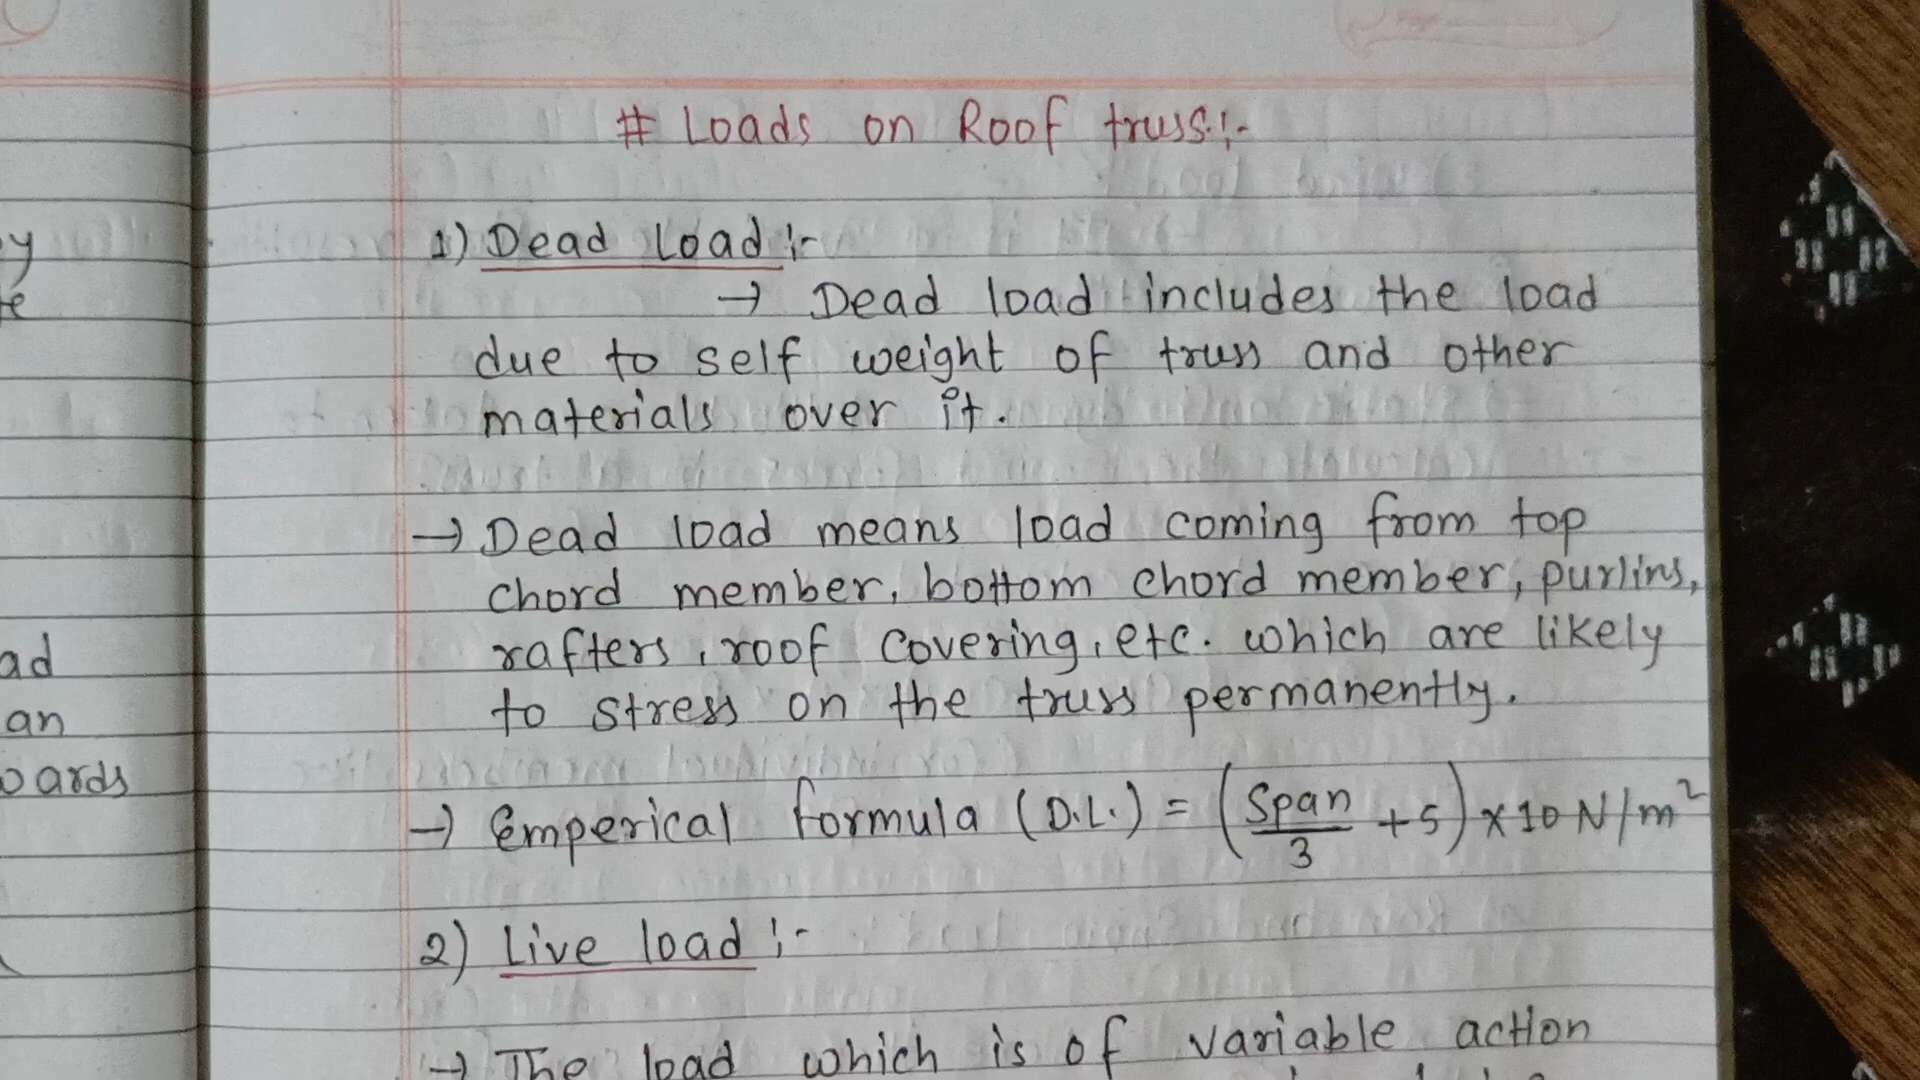 # Loads on Roof truss:-
1) Dead Load :-
→ Dead load includes the load
due to self weight of truss and other
materials over it.
→ Dead load means load coming from top
chord member, bottom chord member, purlins,
rafters, roof covering, etc. which are likely
to stress on the truss permanently.
→ Emperical formula (D.L.) = (Span/3 + 5) × 10 N/m²
2) Live load :-
→ The load which is of variable action
ad
an
oards